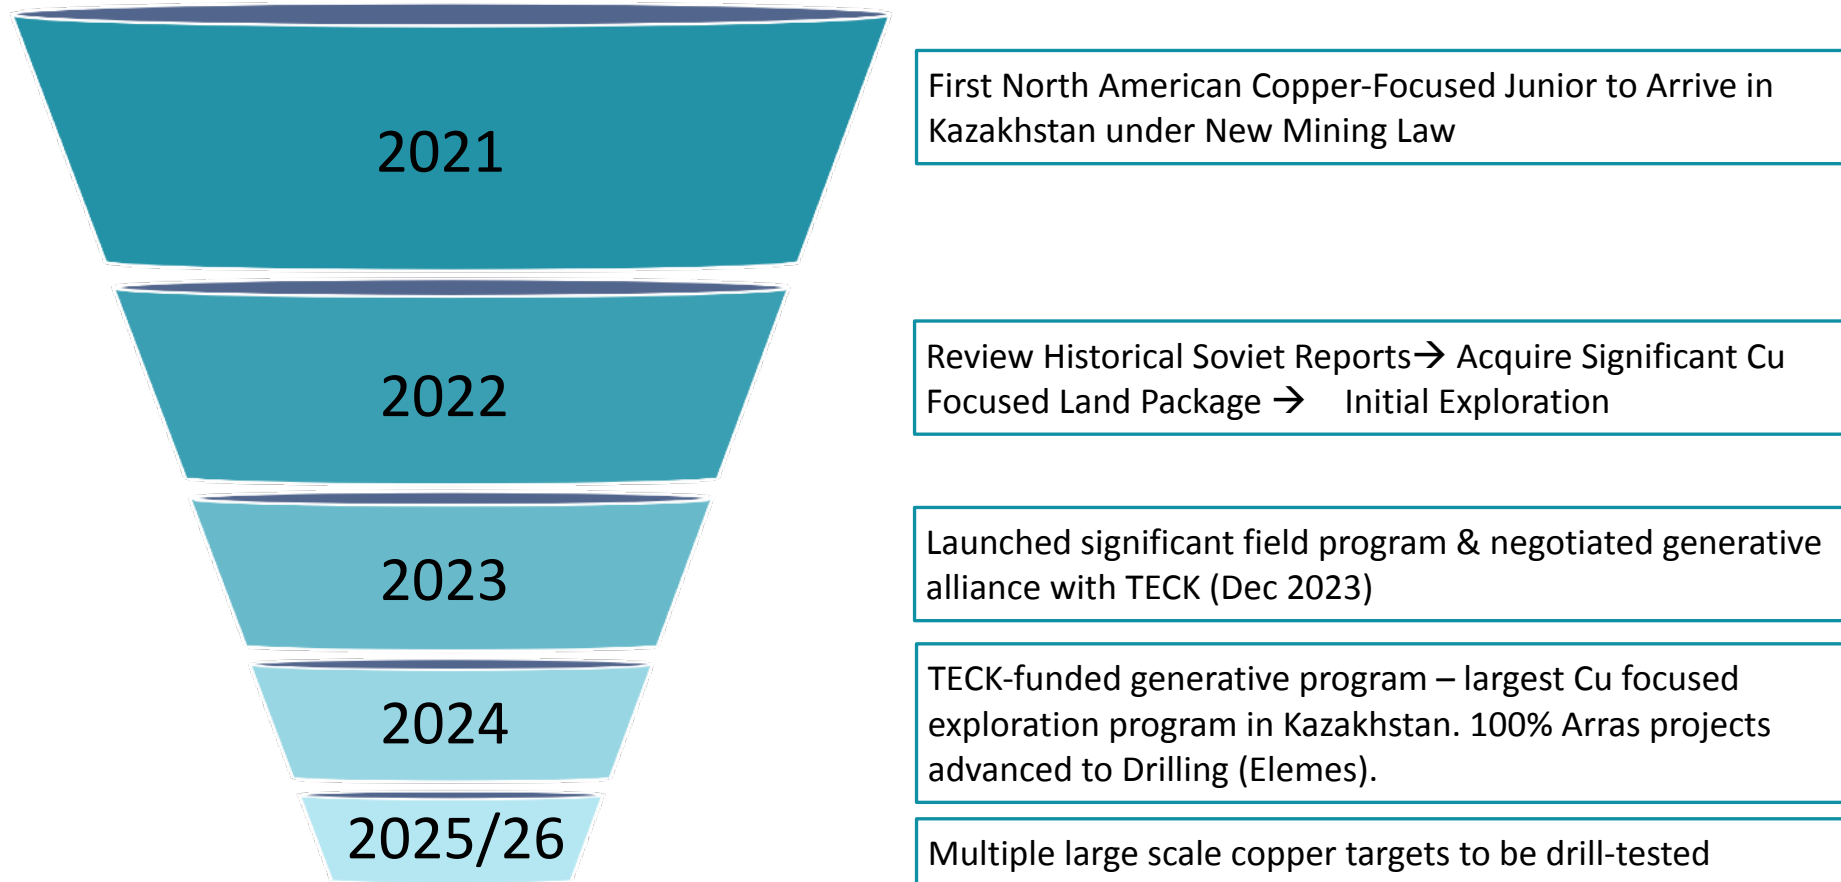 2021
First North American Copper-Focused Junior to Arrive in
Kazakhstan under New Mining Law
2022
Review Historical Soviet Reports→ Acquire Significant Cu
Focused Land Package → Initial Exploration
2023
Launched significant field program & negotiated generative
alliance with TECK (Dec 2023)
2024
TECK-funded generative program – largest Cu focused
exploration program in Kazakhstan. 100% Arras projects
advanced to Drilling (Elemes).
2025/26
Multiple large scale copper targets to be drill-tested